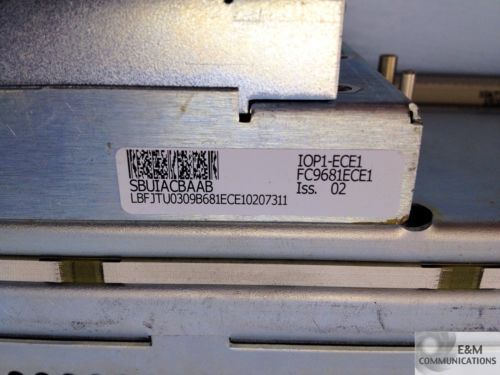 IOP1-ECE1
FC9681ECE1
Iss. 02
SBUIACBAAB
LBFJTU0309B681ECE10207311
E&M
COMMUNICATIONS